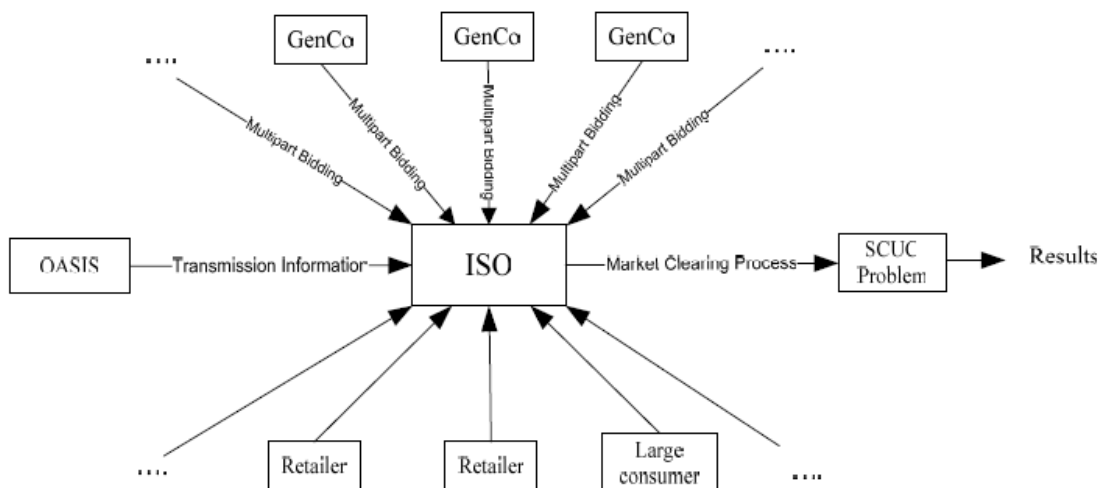 GenCo
GenCo
GenCo
....
....
Multipart Bidding
Multipart Bidding
Multipart Bidding
Multipart Bidding
Multipart Bidding
OASIS
Transmission Information
ISO
Market Clearing Process
SCUC
Problem
Results
....
Retailer
Retailer
Large
consumer
....